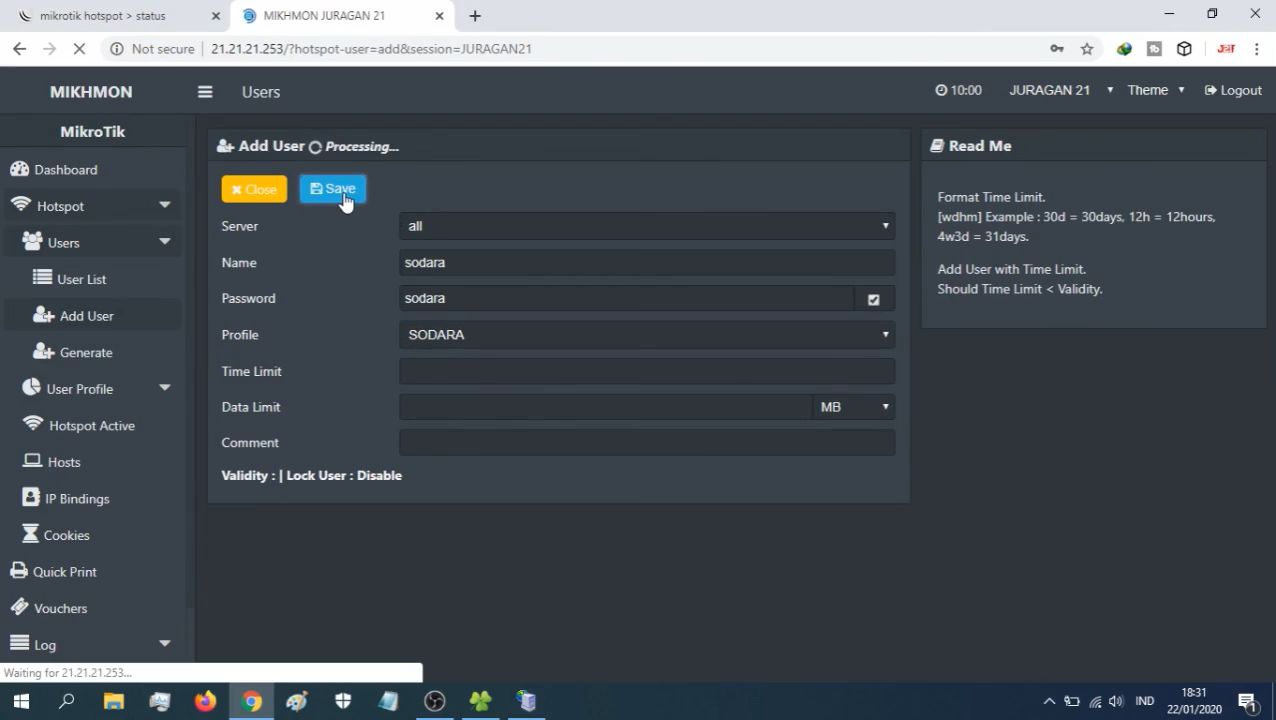 mikrotik hotspot > status
MIKHMON JURAGAN 21
Not secure
21.21.21.253/?hotspot-user=add&session=JURAGAN21
MIKHMON
Users
10:00
JURAGAN 21
Theme
Logout
MikroTik
Dashboard
Hotspot
Users
User List
Add User
Generate
User Profile
Hotspot Active
Hosts
IP Bindings
Cookies
Quick Print
Vouchers
Log
Add User Processing...
Close
Save
Server
all
Name
sodara
Password
sodara
Profile
SODARA
Time Limit
Data Limit
MB
Comment
Validity : | Lock User : Disable
Read Me
Format Time Limit.
[wdhm] Example : 30d = 30days, 12h = 12hours,
4w3d = 31days.
Add User with Time Limit.
Should Time Limit < Validity.
Waiting for 21.21.21.253...
IND
18:31
22/01/2020
1